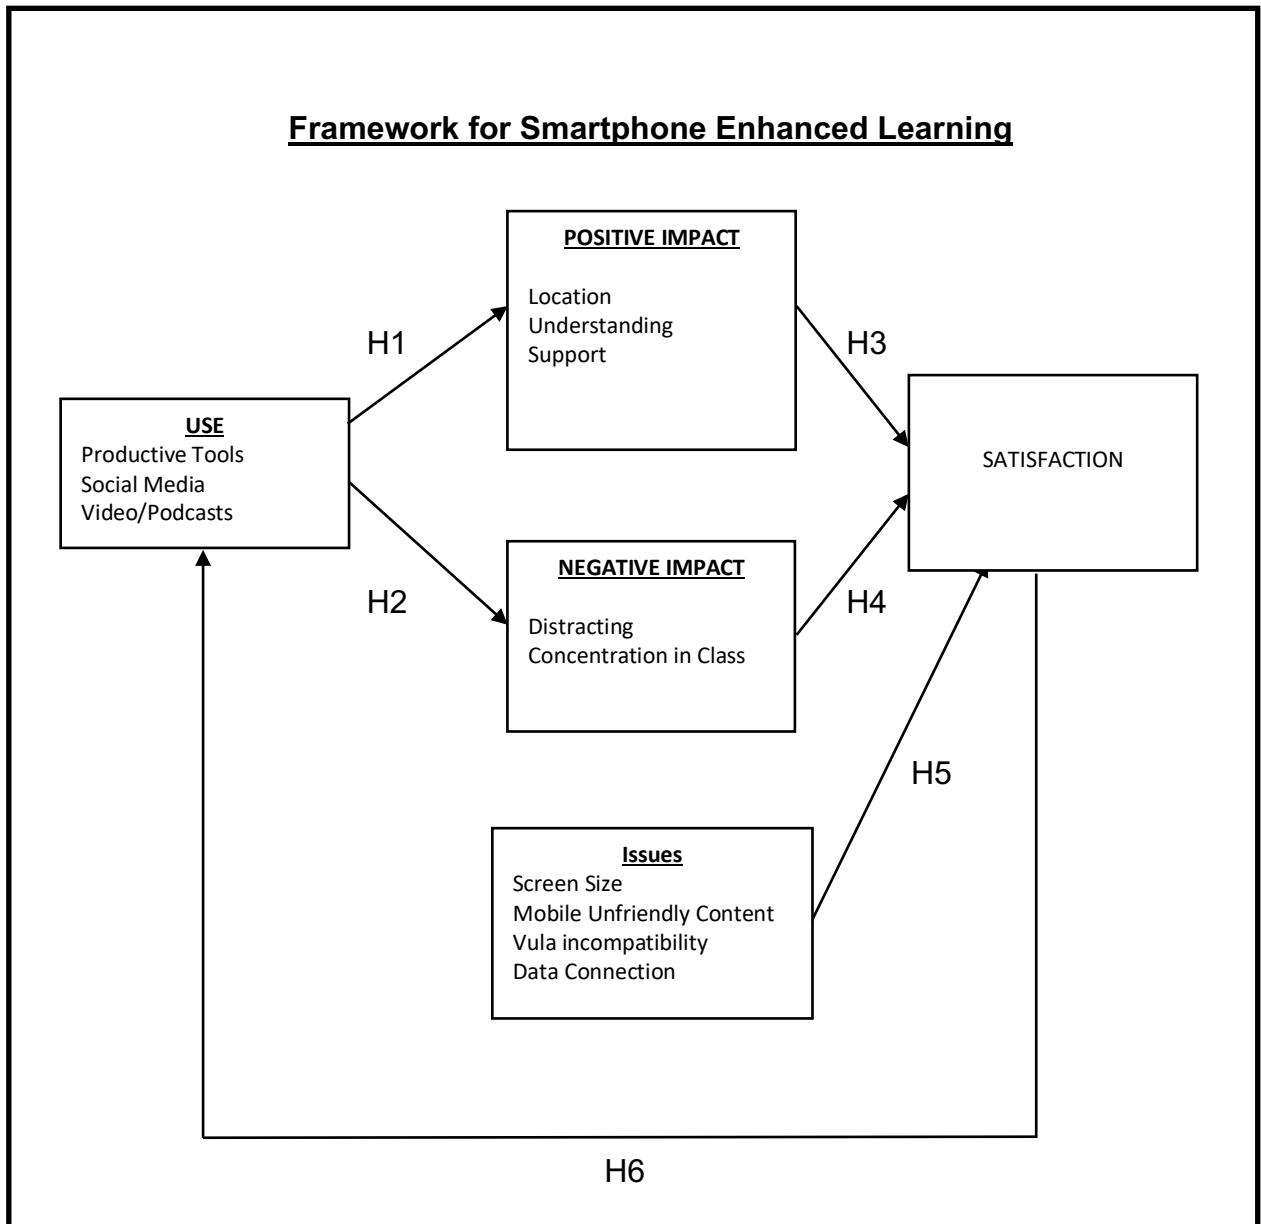 Framework for Smartphone Enhanced Learning
POSITIVE IMPACT
Location
Understanding
Support
H1
H3
USE
Productive Tools
Social Media
Video/Podcasts
SATISFACTION
H2
NEGATIVE IMPACT
Distracting
Concentration in Class
H4
H5
Issues
Screen Size
Mobile Unfriendly Content
Vula incompatibility
Data Connection
H6